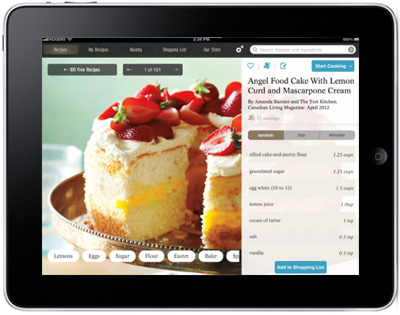 ROGERS 2:34 PM
Recipes My Recipes Nearby Shopping List Our Store Search Recipes and Ingredients
← 100 Free Recipes ← 1 of 101 →
Start Cooking →
Angel Food Cake With Lemon
Curd and Mascarpone Cream
By Amanda Barnier and The Test Kitchen.
Canadian Living Magazine: April 2012
12 servings
Ingredients Steps Information
sifted cake-and-pastry flour 1.25 cups
granulated sugar 1.25 cups
egg white (10 to 12) 1.5 cups
lemon juice 1 tbsp
cream of tartar 1 tsp
salt 0.5 tsp
vanilla 0.5 tsp
Lemons Eggs Sugar Flour Easter Bake Sp
Add to Shopping List